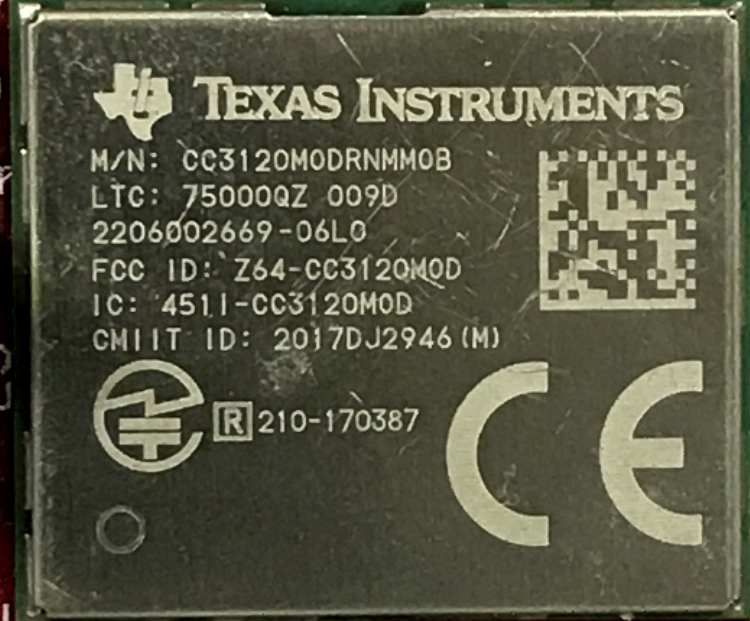 TEXAS INSTRUMENTS
M/N: CC3120MODRNMMOB
LTC: 75000QZ 009D
2206002669-06L0
FCC ID: Z64-CC3120MOD
IC: 451I-CC3120MOD
CMIIT ID: 2017DJ2946(M)
R 210-170387
CE